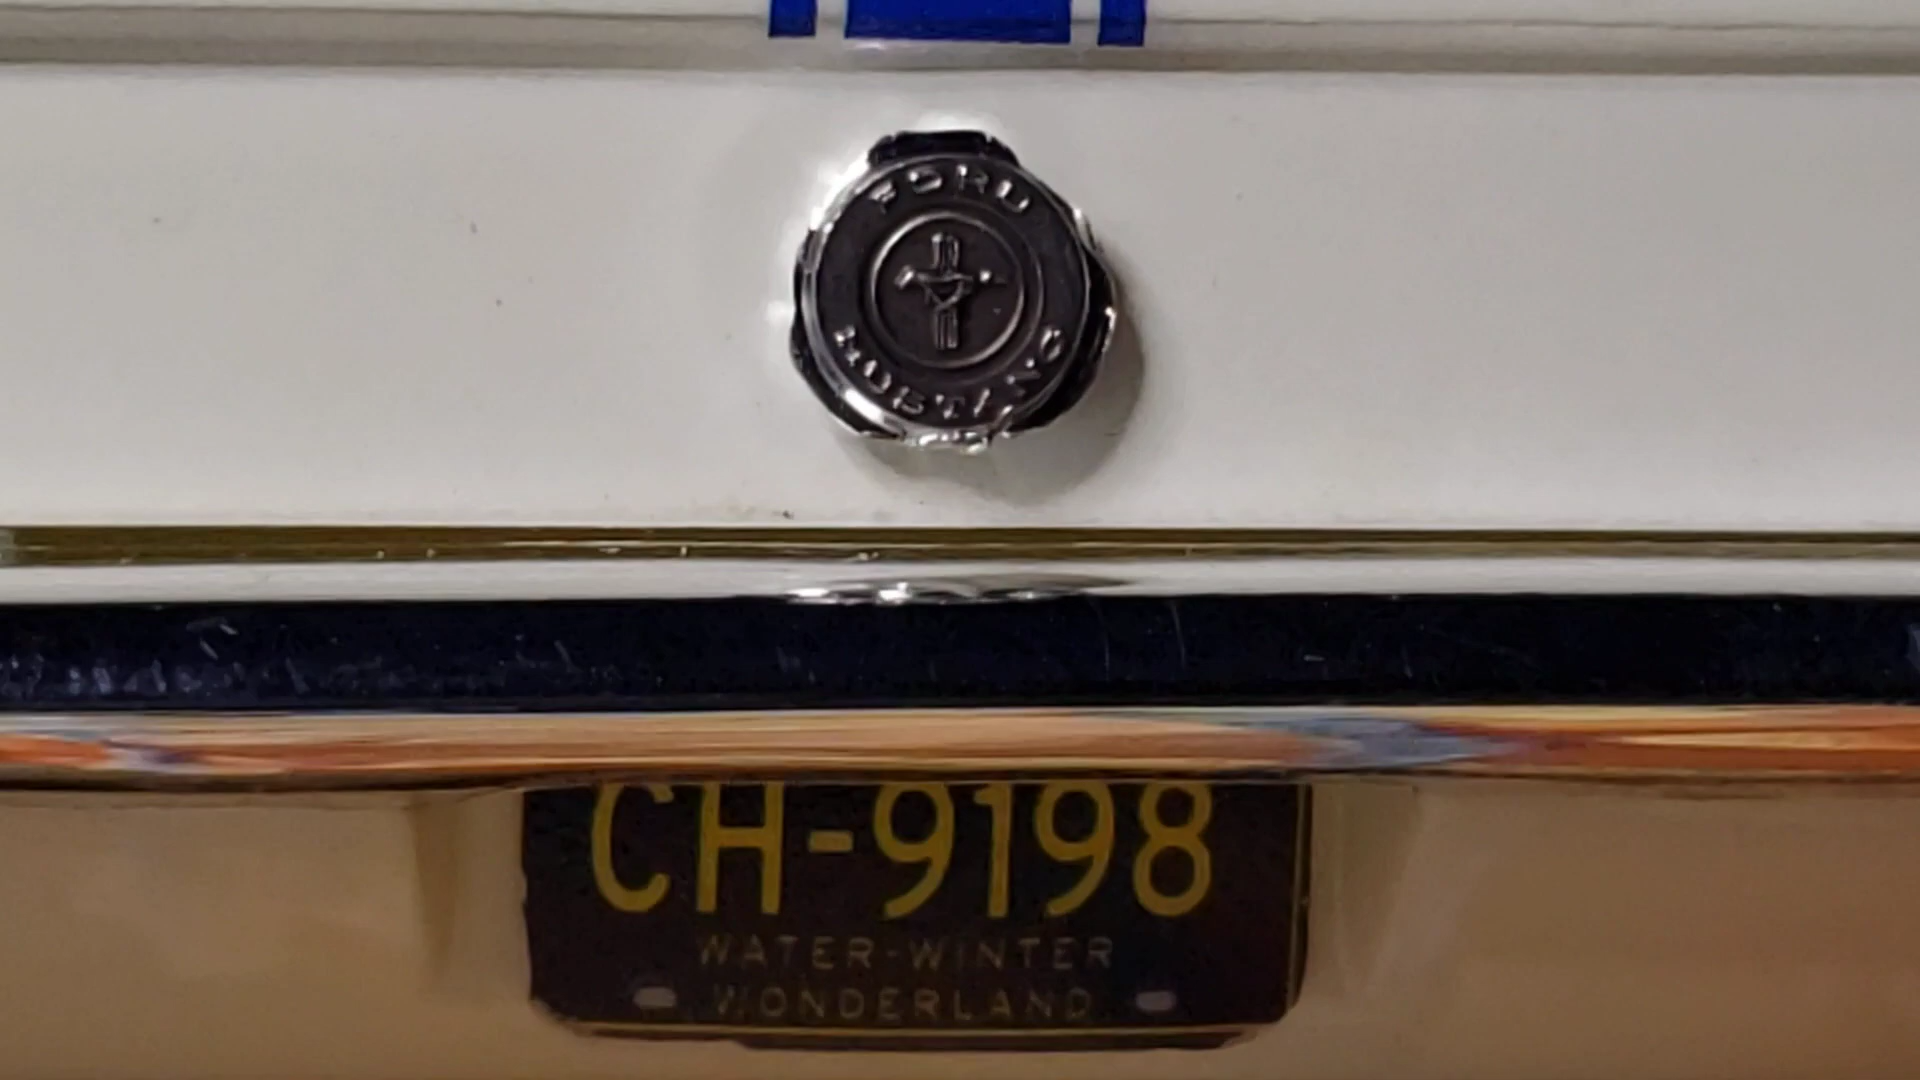 FORD
MUSTANG
CH-9198
WATER-WINTER
WONDERLAND